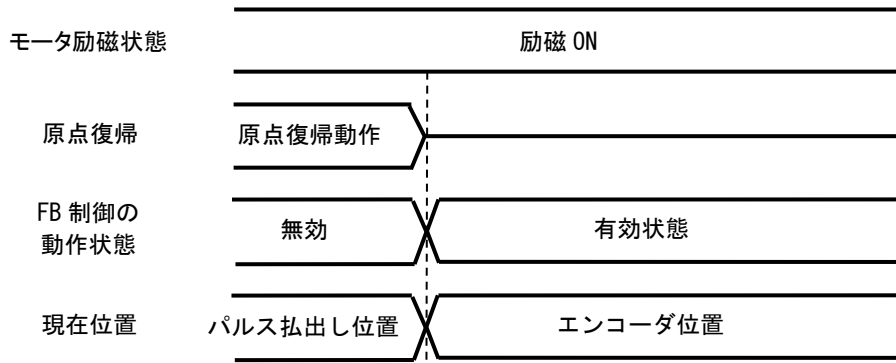 モータ励磁状態
励磁 ON
原点復帰
原点復帰動作
FB 制御の
動作状態
無効
有効状態
現在位置
パルス払出し位置
エンコーダ位置